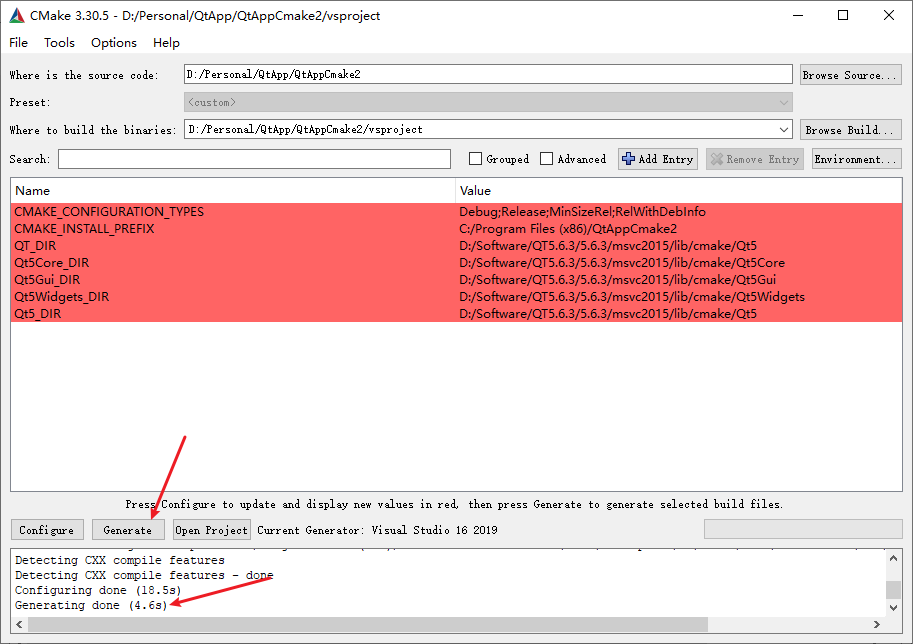 CMake 3.30.5 - D:/Personal/QtApp/QtAppCmake2/vsproject
File Tools Options Help
Where is the source code: D:/Personal/QtApp/QtAppCmake2 Browse Source...
Preset: <custom>
Where to build the binaries: D:/Personal/QtApp/QtAppCmake2/vsproject Browse Build...
Search: Grouped Advanced Add Entry Remove Entry Environment...
Name Value
CMAKE_CONFIGURATION_TYPES Debug;Release;MinSizeRel;RelWithDebInfo
CMAKE_INSTALL_PREFIX C:/Program Files (x86)/QtAppCmake2
QT_DIR D:/Software/QT5.6.3/5.6.3/msvc2015/lib/cmake/Qt5
Qt5Core_DIR D:/Software/QT5.6.3/5.6.3/msvc2015/lib/cmake/Qt5Core
Qt5Gui_DIR D:/Software/QT5.6.3/5.6.3/msvc2015/lib/cmake/Qt5Gui
Qt5Widgets_DIR D:/Software/QT5.6.3/5.6.3/msvc2015/lib/cmake/Qt5Widgets
Qt5_DIR D:/Software/QT5.6.3/5.6.3/msvc2015/lib/cmake/Qt5
Press Configure to update and display new values in red, then press Generate to generate selected build files.
Configure Generate Open Project Current Generator: Visual Studio 16 2019
Detecting CXX compile features
Detecting CXX compile features - done
Configuring done (18.5s)
Generating done (4.6s)